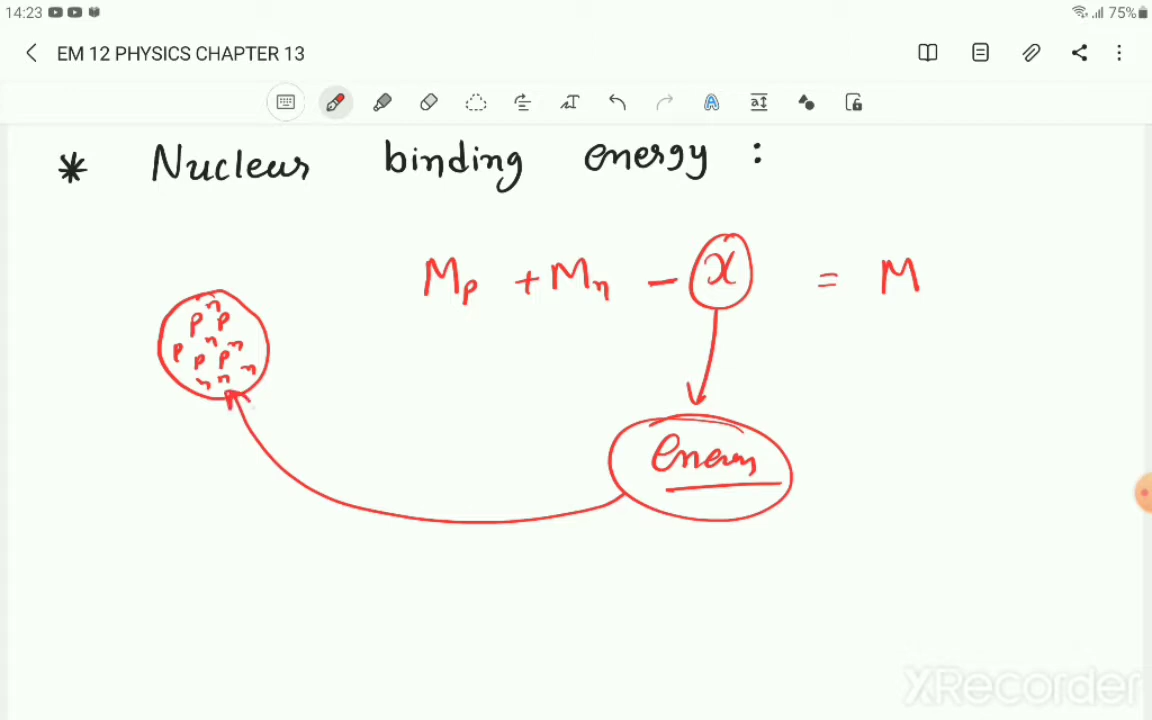 14:23 75%
EM 12 PHYSICS CHAPTER 13
* Nucleus binding energy :
Mp + Mn - x = M
n
p p
p n n
p p n
n n
energy
XRecorder